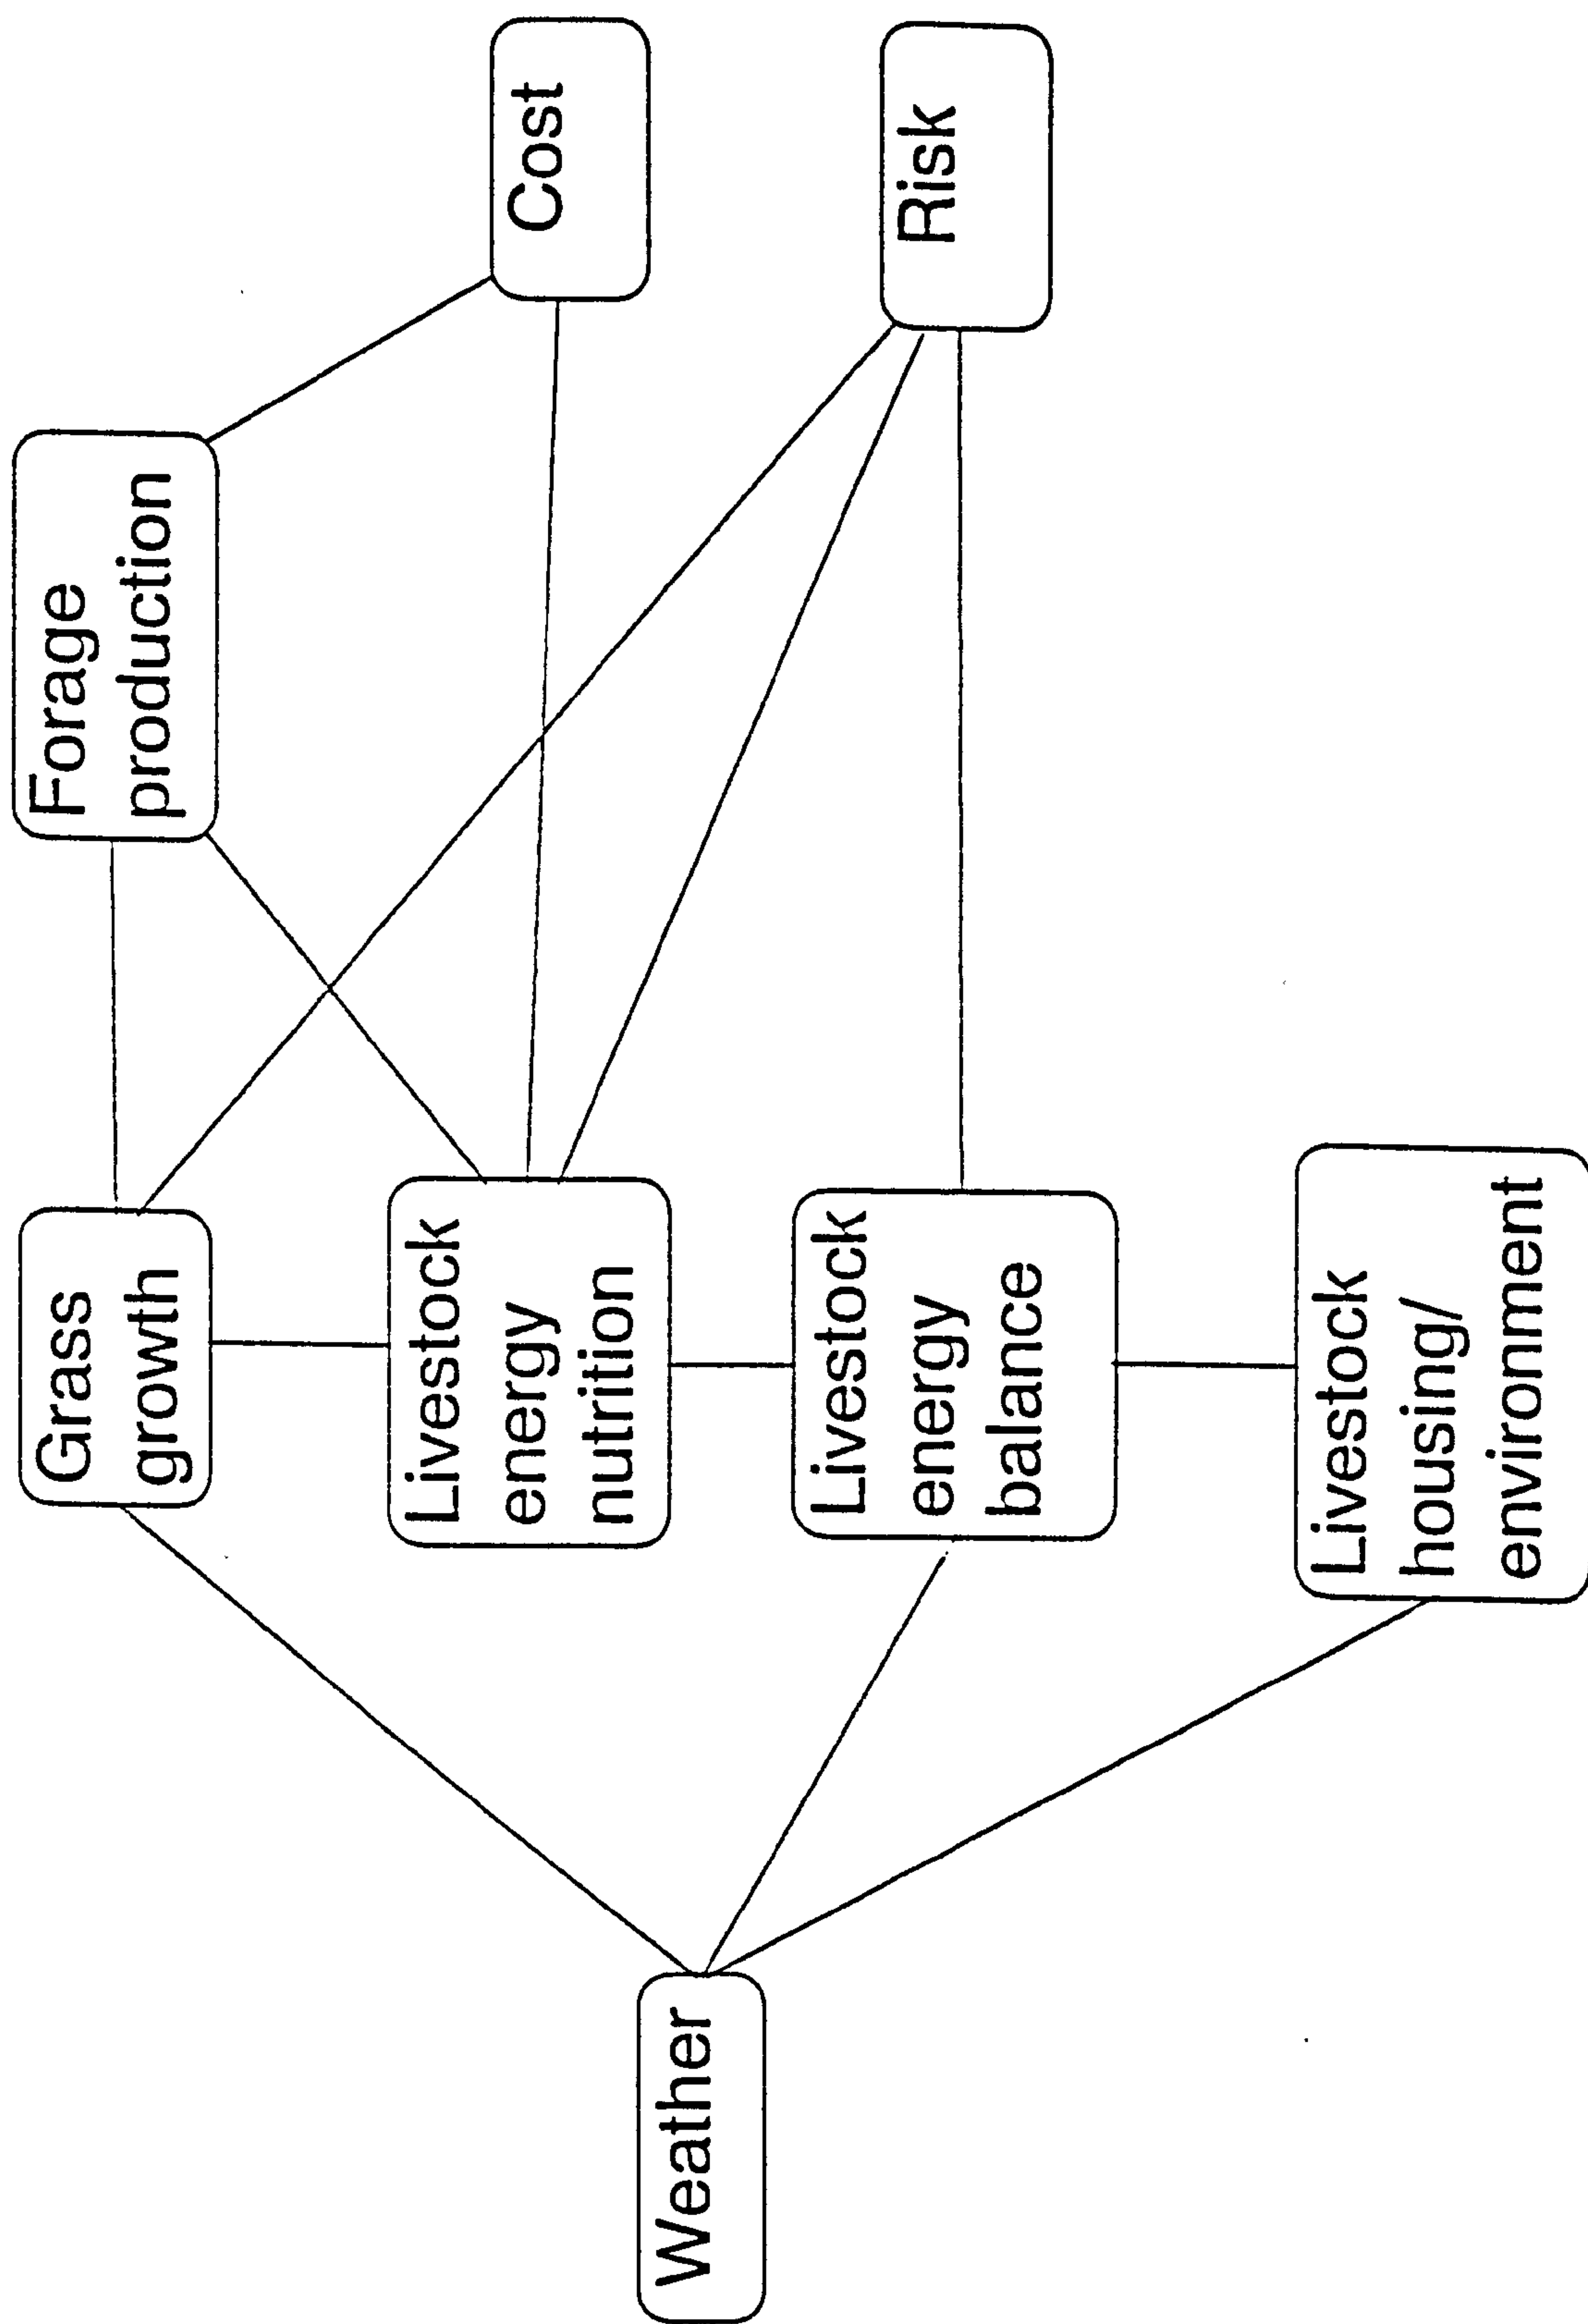 Weather
Grass
growth
Livestock
energy
nutrition
Livestock
energy
balance
Livestock
housing/
environment
Forage
production
Cost
Risk